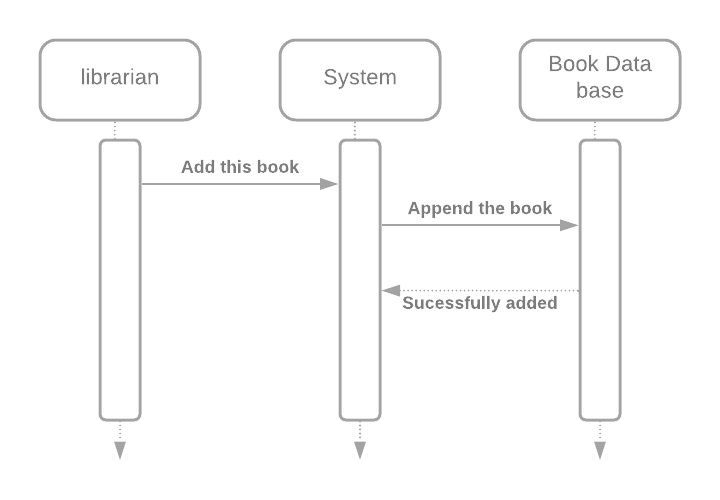 librarian
System
Book Data
base
Add this book
Append the book
Sucessfully added